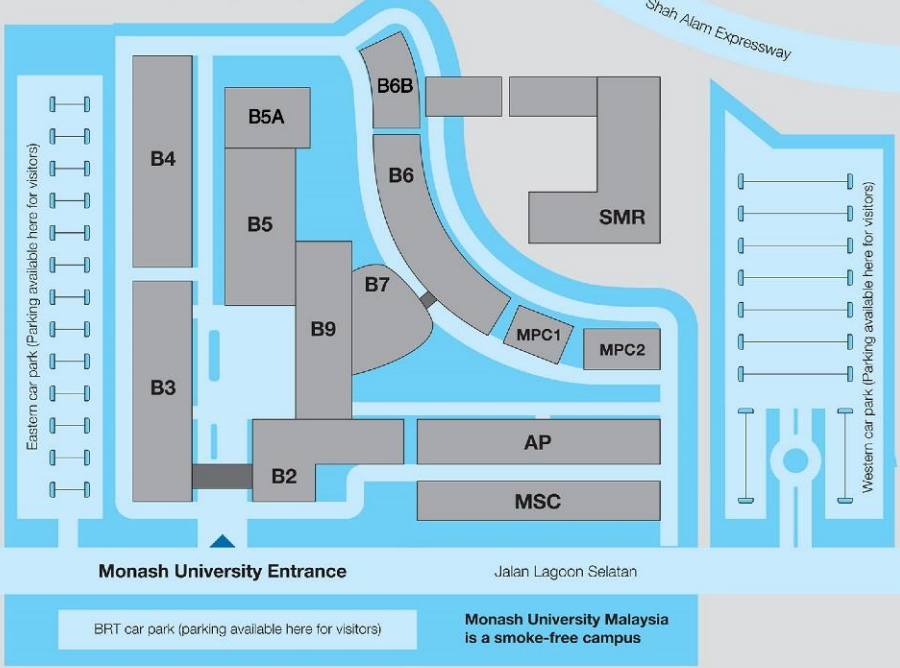 Shah Alam Expressway
B6B
B5A
B4
B6
B5
SMR
B7
B9
MPC1
MPC2
B3
AP
B2
MSC
Eastern car park (Parking available here for visitors)
Western car park (Parking available here for visitors)
Monash University Entrance
Jalan Lagoon Selatan
BRT car park (parking available here for visitors)
Monash University Malaysia
is a smoke-free campus